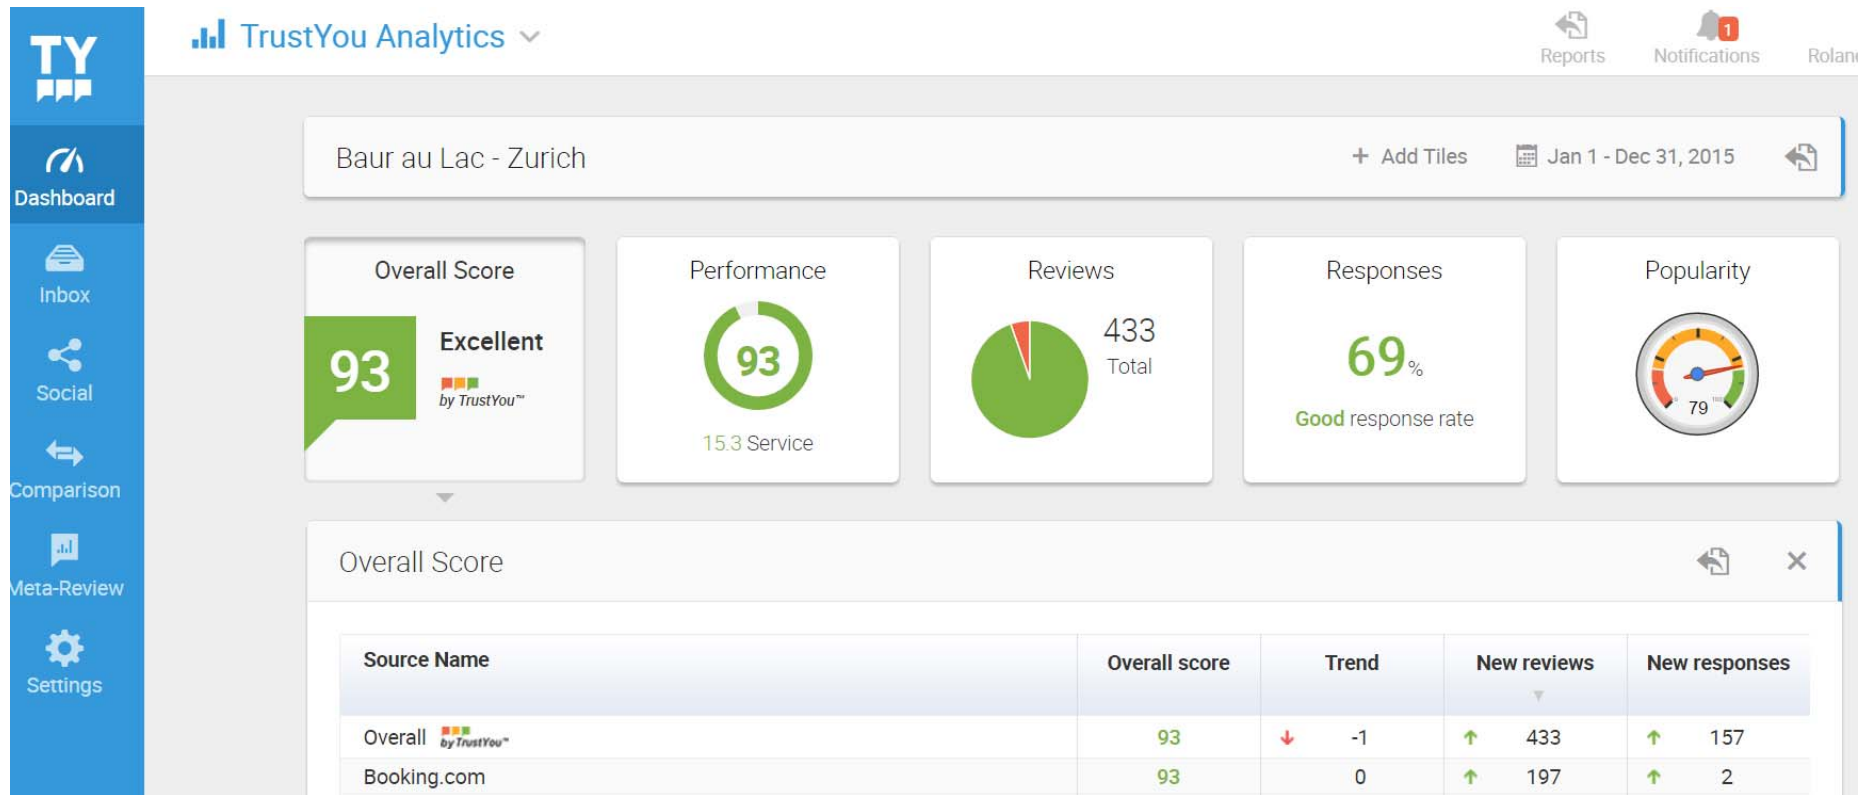 TY
TrustYou Analytics
Reports
Notifications
1
Dashboard
Inbox
Social
Comparison
Meta-Review
Settings
Baur au Lac - Zurich
+ Add Tiles
Jan 1 - Dec 31, 2015
Overall Score
93
Excellent
by TrustYou™
Performance
93
15.3 Service
Reviews
433
Total
Responses
69%
Good response rate
Popularity
79
Overall Score
Source Name Overall score Trend New reviews New responses
Overall by TrustYou™ 93 -1 433 157
Booking.com 93 0 197 2